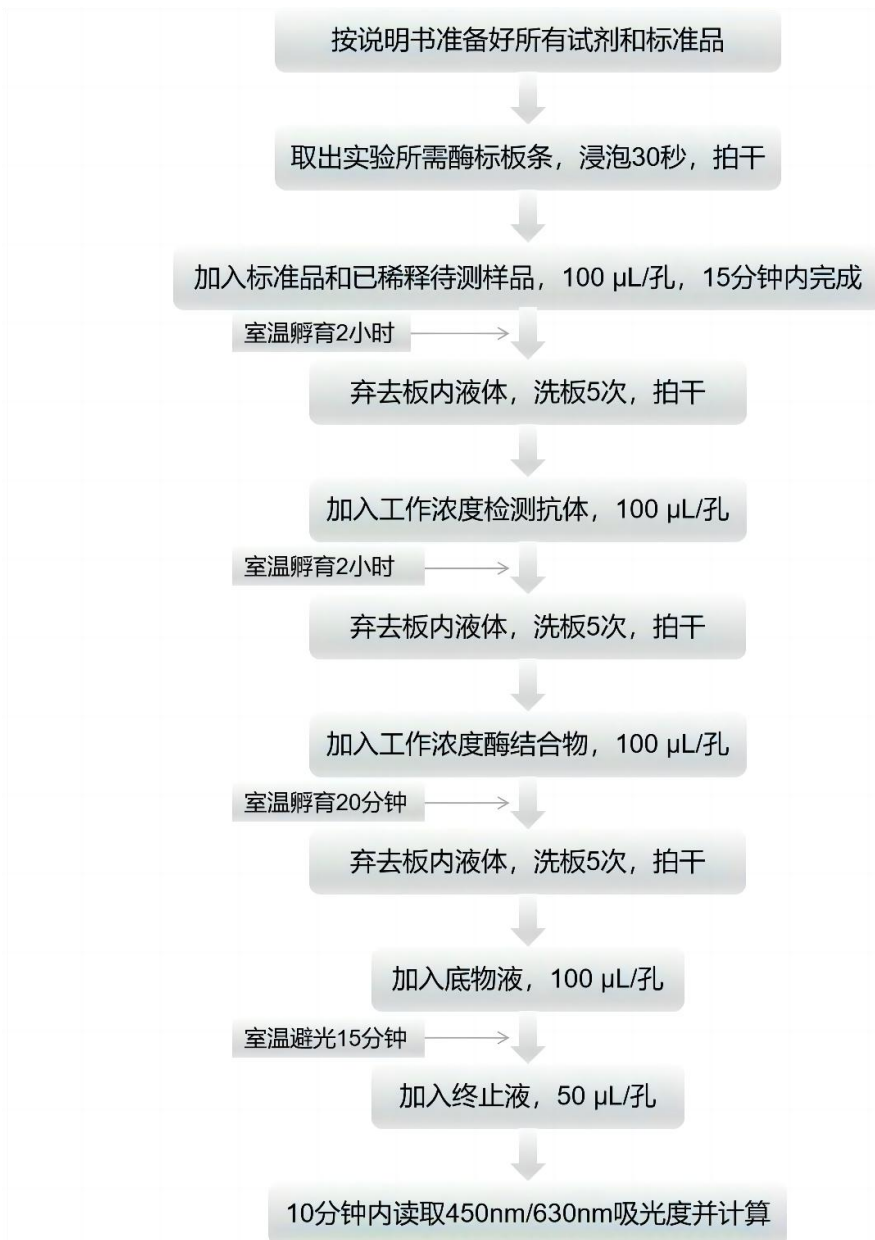 按说明书准备好所有试剂和标准品
取出实验所需酶标板条，浸泡30秒，拍干
加入标准品和已稀释待测样品，100 μL/孔，15分钟内完成
室温孵育2小时
弃去板内液体，洗板5次，拍干
加入工作浓度检测抗体，100 μL/孔
室温孵育2小时
弃去板内液体，洗板5次，拍干
加入工作浓度酶结合物，100 μL/孔
室温孵育20分钟
弃去板内液体，洗板5次，拍干
加入底物液，100 μL/孔
室温避光15分钟
加入终止液，50 μL/孔
10分钟内读取450nm/630nm吸光度并计算